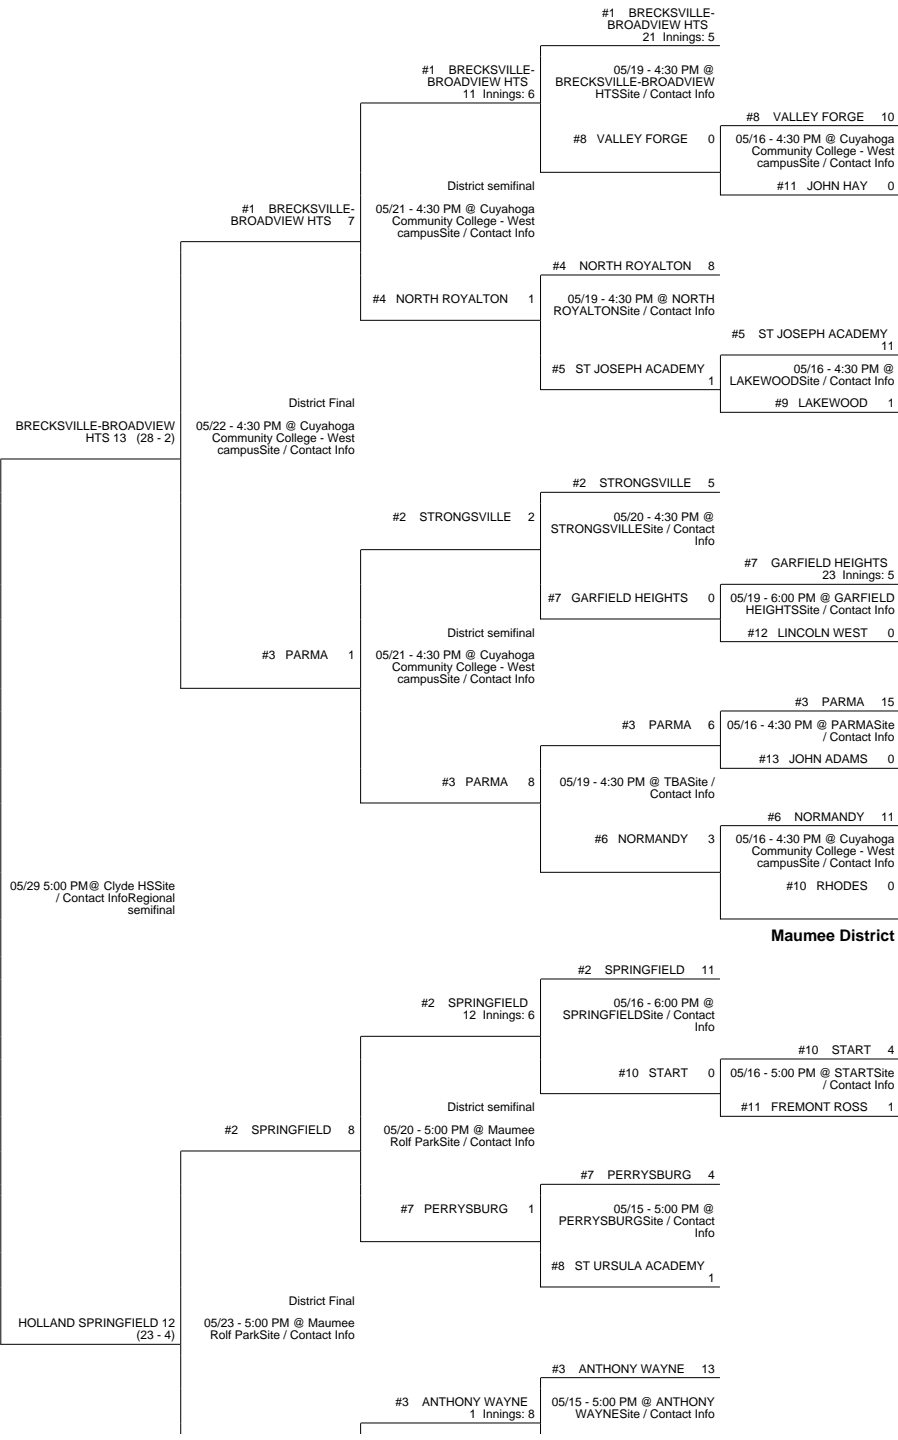 #1 BRECKSVILLE-
BROADVIEW HTS
21 Innings: 5
#1 BRECKSVILLE-
BROADVIEW HTS
11 Innings: 6
05/19 - 4:30 PM @
BRECKSVILLE-BROADVIEW
HTSSite / Contact Info
#8 VALLEY FORGE 10
#8 VALLEY FORGE 0
05/16 - 4:30 PM @ Cuyahoga
Community College - West
campusSite / Contact Info
#11 JOHN HAY 0
District semifinal
#1 BRECKSVILLE-
BROADVIEW HTS 7
05/21 - 4:30 PM @ Cuyahoga
Community College - West
campusSite / Contact Info
#4 NORTH ROYALTON 8
#4 NORTH ROYALTON 1
05/19 - 4:30 PM @ NORTH
ROYALTONSite / Contact Info
#5 ST JOSEPH ACADEMY
11
#5 ST JOSEPH ACADEMY
1
05/16 - 4:30 PM @
LAKEWOODSite / Contact Info
#9 LAKEWOOD 1
District Final
BRECKSVILLE-BROADVIEW
HTS 13 (28 - 2)
05/22 - 4:30 PM @ Cuyahoga
Community College - West
campusSite / Contact Info
#2 STRONGSVILLE 5
#2 STRONGSVILLE 2
05/20 - 4:30 PM @
STRONGSVILLESite / Contact
Info
#7 GARFIELD HEIGHTS
23 Innings: 5
#7 GARFIELD HEIGHTS 0
05/19 - 6:00 PM @ GARFIELD
HEIGHTSSite / Contact Info
#12 LINCOLN WEST 0
District semifinal
#3 PARMA 1
05/21 - 4:30 PM @ Cuyahoga
Community College - West
campusSite / Contact Info
#3 PARMA 15
#3 PARMA 6
05/16 - 4:30 PM @ PARMASite
/ Contact Info
#13 JOHN ADAMS 0
#3 PARMA 8
05/19 - 4:30 PM @ TBASite /
Contact Info
#6 NORMANDY 11
#6 NORMANDY 3
05/16 - 4:30 PM @ Cuyahoga
Community College - West
campusSite / Contact Info
#10 RHODES 0
05/29 5:00 PM@ Clyde HSSite
/ Contact InfoRegional
semifinal
Maumee District
#2 SPRINGFIELD 11
#2 SPRINGFIELD
12 Innings: 6
05/16 - 6:00 PM @
SPRINGFIELDSite / Contact
Info
#10 START 4
#10 START 0
05/16 - 5:00 PM @ STARTSite
/ Contact Info
#11 FREMONT ROSS 1
District semifinal
#2 SPRINGFIELD 8
05/20 - 5:00 PM @ Maumee
Rolf ParkSite / Contact Info
#7 PERRYSBURG 4
#7 PERRYSBURG 1
05/15 - 5:00 PM @
PERRYSBURGSite / Contact
Info
#8 ST URSULA ACADEMY
1
District Final
HOLLAND SPRINGFIELD 12
(23 - 4)
05/23 - 5:00 PM @ Maumee
Rolf ParkSite / Contact Info
#3 ANTHONY WAYNE 13
#3 ANTHONY WAYNE
1 Innings: 8
05/15 - 5:00 PM @ ANTHONY
WAYNESite / Contact Info